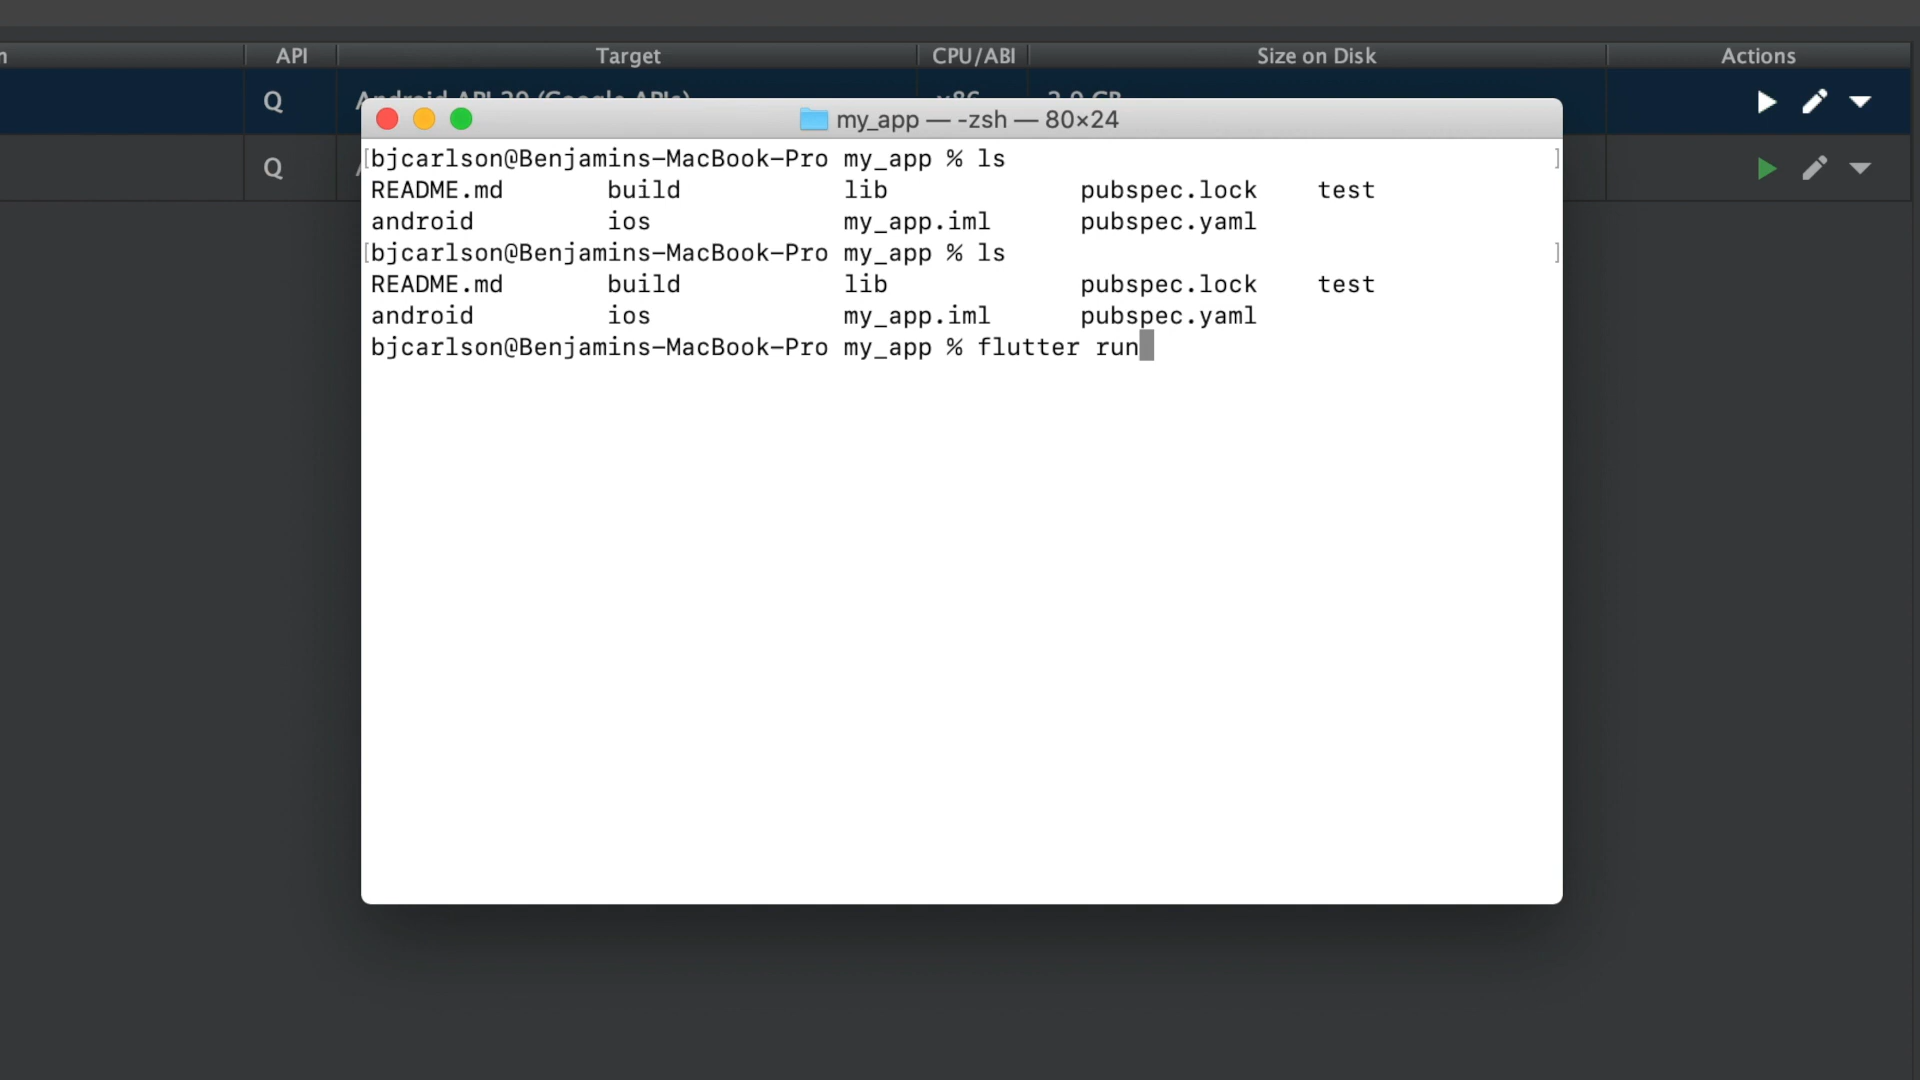 API Target CPU/ABI Size on Disk Actions
Q
my_app — -zsh — 80×24
bjcarlson@Benjamins-MacBook-Pro my_app % ls
README.md build lib pubspec.lock test
android ios my_app.iml pubspec.yaml
bjcarlson@Benjamins-MacBook-Pro my_app % ls
README.md build lib pubspec.lock test
android ios my_app.iml pubspec.yaml
bjcarlson@Benjamins-MacBook-Pro my_app % flutter run
Q